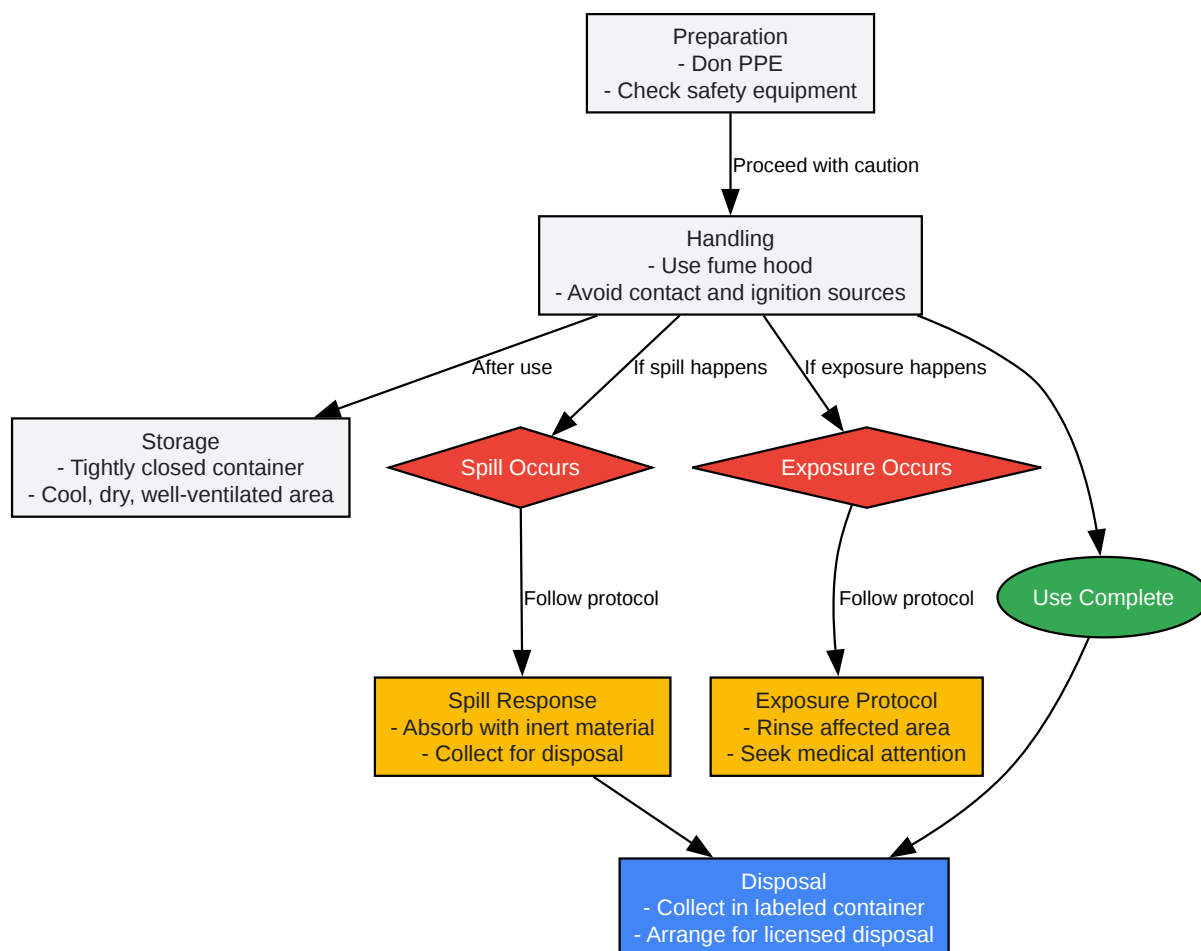 Preparation
- Don PPE
- Check safety equipment
Proceed with caution
Handling
- Use fume hood
- Avoid contact and ignition sources
After use
If spill happens
If exposure happens
Storage
- Tightly closed container
- Cool, dry, well-ventilated area
Spill Occurs
Exposure Occurs
Follow protocol
Follow protocol
Use Complete
Spill Response
- Absorb with inert material
- Collect for disposal
Exposure Protocol
- Rinse affected area
- Seek medical attention
Disposal
- Collect in labeled container
- Arrange for licensed disposal